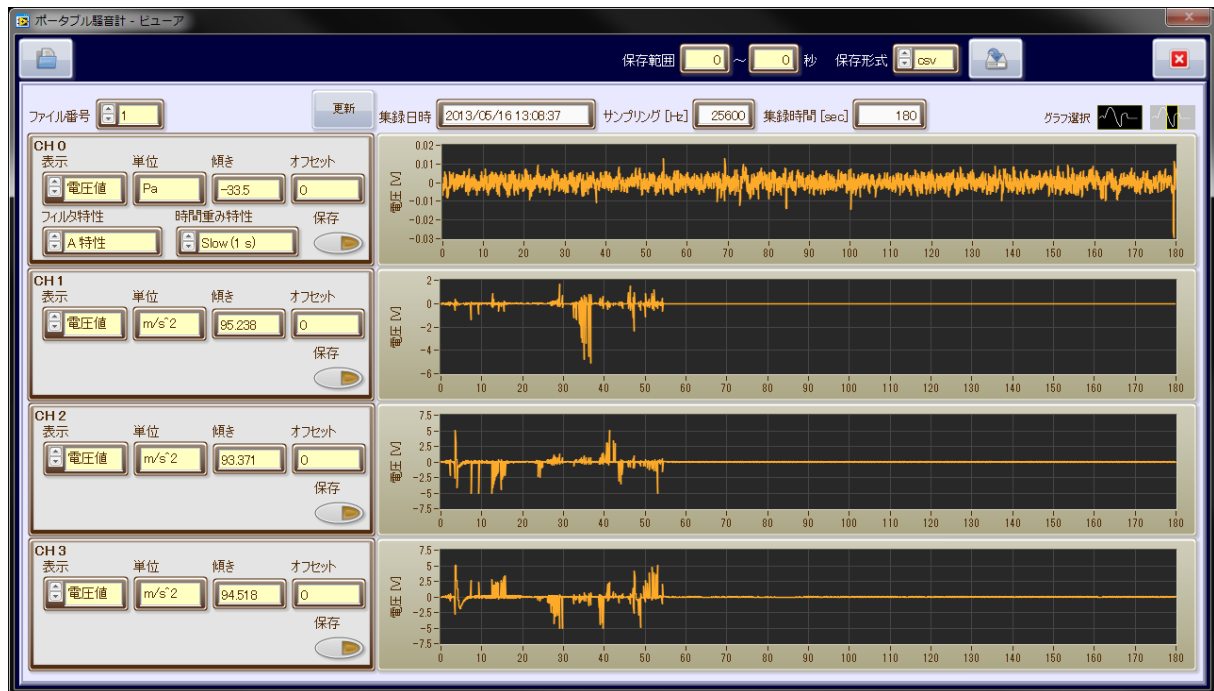 ポータブル騒音計 - ビューア
保存範囲 0 ～ 0 秒 保存形式 csv
ファイル番号 1 更新 集録日時 2013/05/16 13:08:37 サンプリング [Hz] 25600 集録時間 [sec] 180 グラフ選択
CH 0
表示 単位 傾き オフセット
電圧値 Pa -33.5 0
フィルタ特性 時間重み特性 保存
A 特性 Slow (1 s)
電圧 [V]
0.02
0.01
0
-0.01
-0.02
-0.03
0 10 20 30 40 50 60 70 80 90 100 110 120 130 140 150 160 170 180
CH 1
表示 単位 傾き オフセット
電圧値 m/s^2 95.238 0
保存
電圧 [V]
2
0
-2
-4
-6
0 10 20 30 40 50 60 70 80 90 100 110 120 130 140 150 160 170 180
CH 2
表示 単位 傾き オフセット
電圧値 m/s^2 93.371 0
保存
電圧 [V]
7.5
5
2.5
0
-2.5
-5
-7.5
0 10 20 30 40 50 60 70 80 90 100 110 120 130 140 150 160 170 180
CH 3
表示 単位 傾き オフセット
電圧値 m/s^2 94.518 0
保存
電圧 [V]
7.5
5
2.5
0
-2.5
-5
-7.5
0 10 20 30 40 50 60 70 80 90 100 110 120 130 140 150 160 170 180